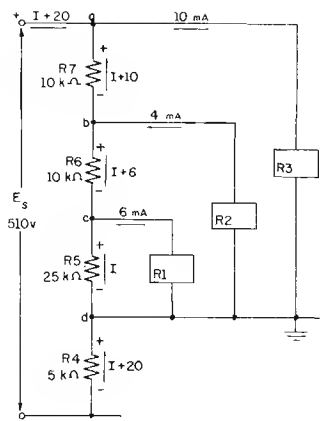 + I+20 a 10 mA
+
R7
10 kΩ I+10
−
b 4 mA
+
R6
10 kΩ I+6
−
R3
Es
510v
R2
c 6 mA
+
R5
25 kΩ I
−
R1
d
+
R4
5 kΩ I+20
−